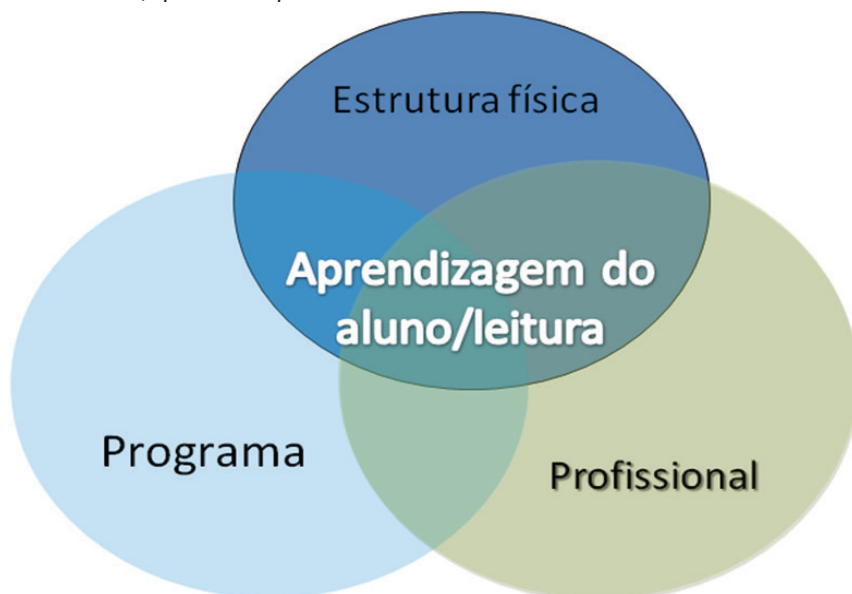 Estrutura física
Aprendizagem do
aluno/leitura
Programa
Profissional